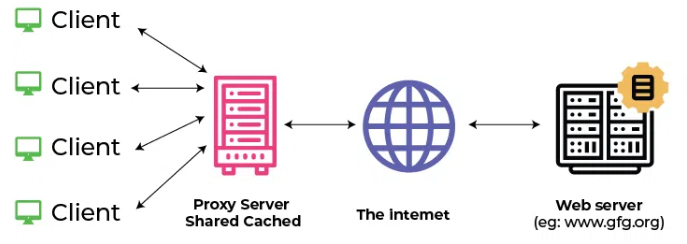 Client
Client
Client
Client
Proxy Server
Shared Cached
The internet
Web server
(eg: www.gfg.org)